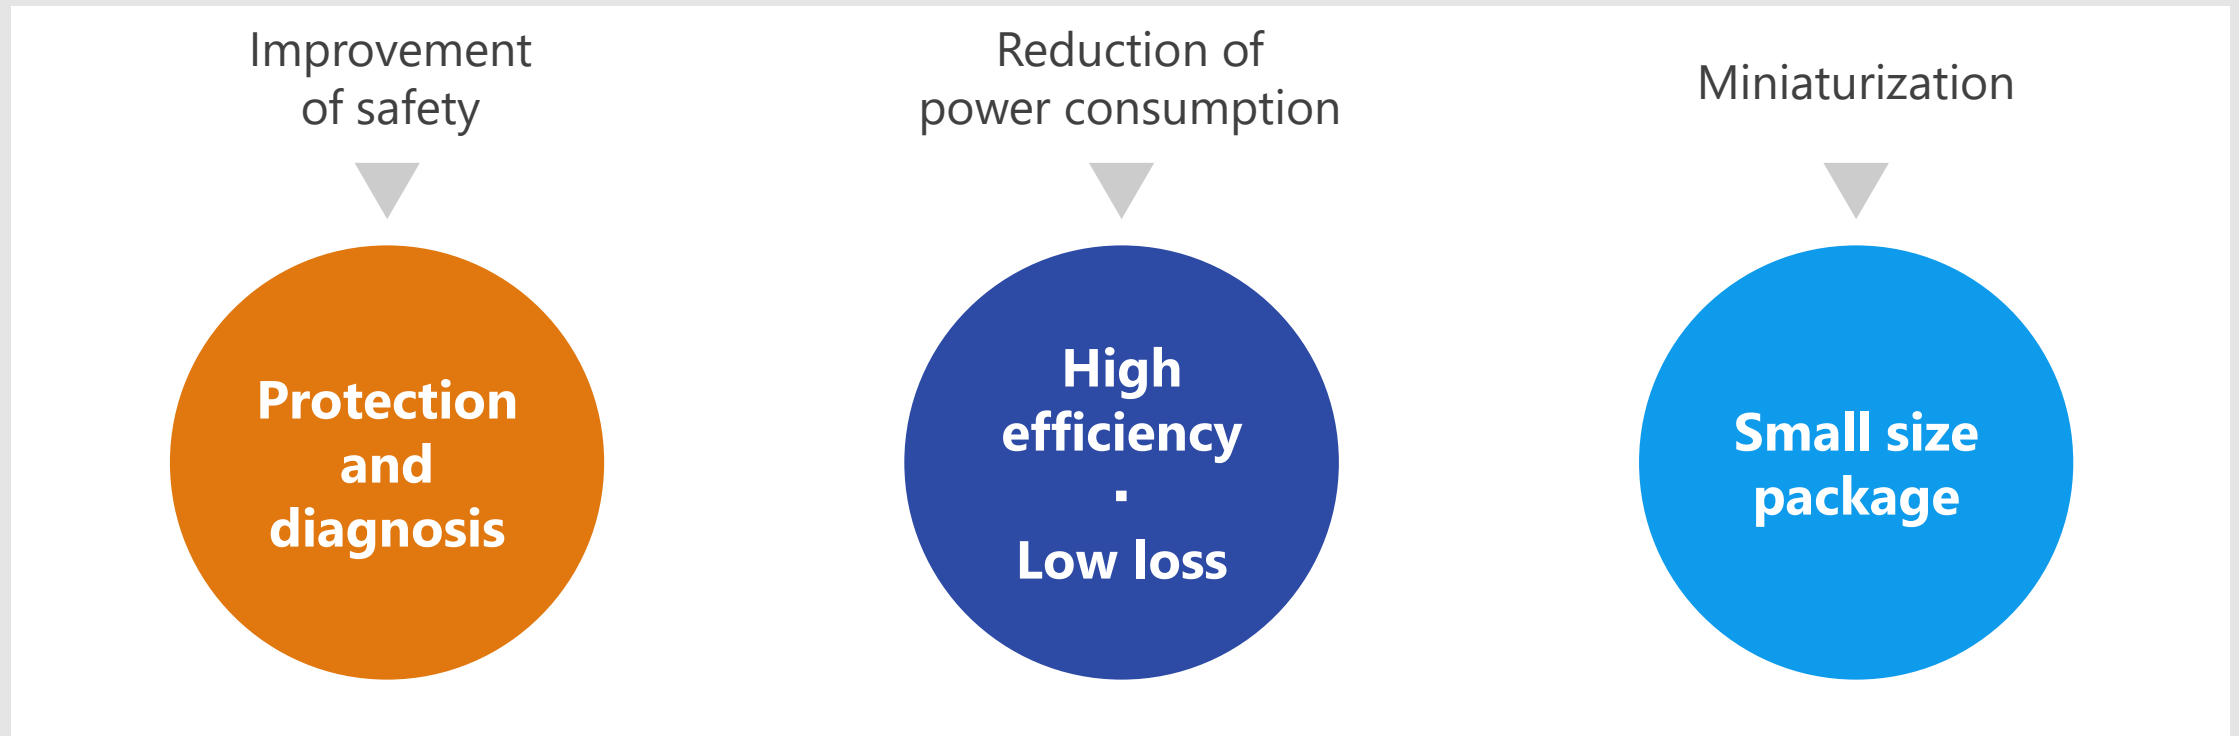 Improvement
of safety
Reduction of
power consumption
Miniaturization
Protection
and
diagnosis
High
efficiency
·
Low loss
Small size
package